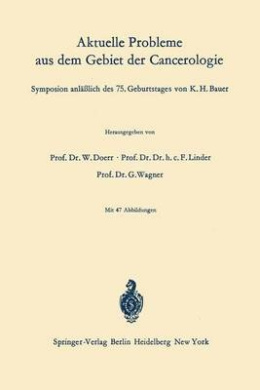 Aktuelle Probleme
aus dem Gebiet der Cancerologie
Symposion anläßlich des 75. Geburtstages von K. H. Bauer
Herausgegeben von
Prof. Dr. W. Doerr · Prof. Dr. Dr. h. c. F. Linder
Prof. Dr. G. Wagner
Mit 47 Abbildungen
Springer-Verlag Berlin Heidelberg New York